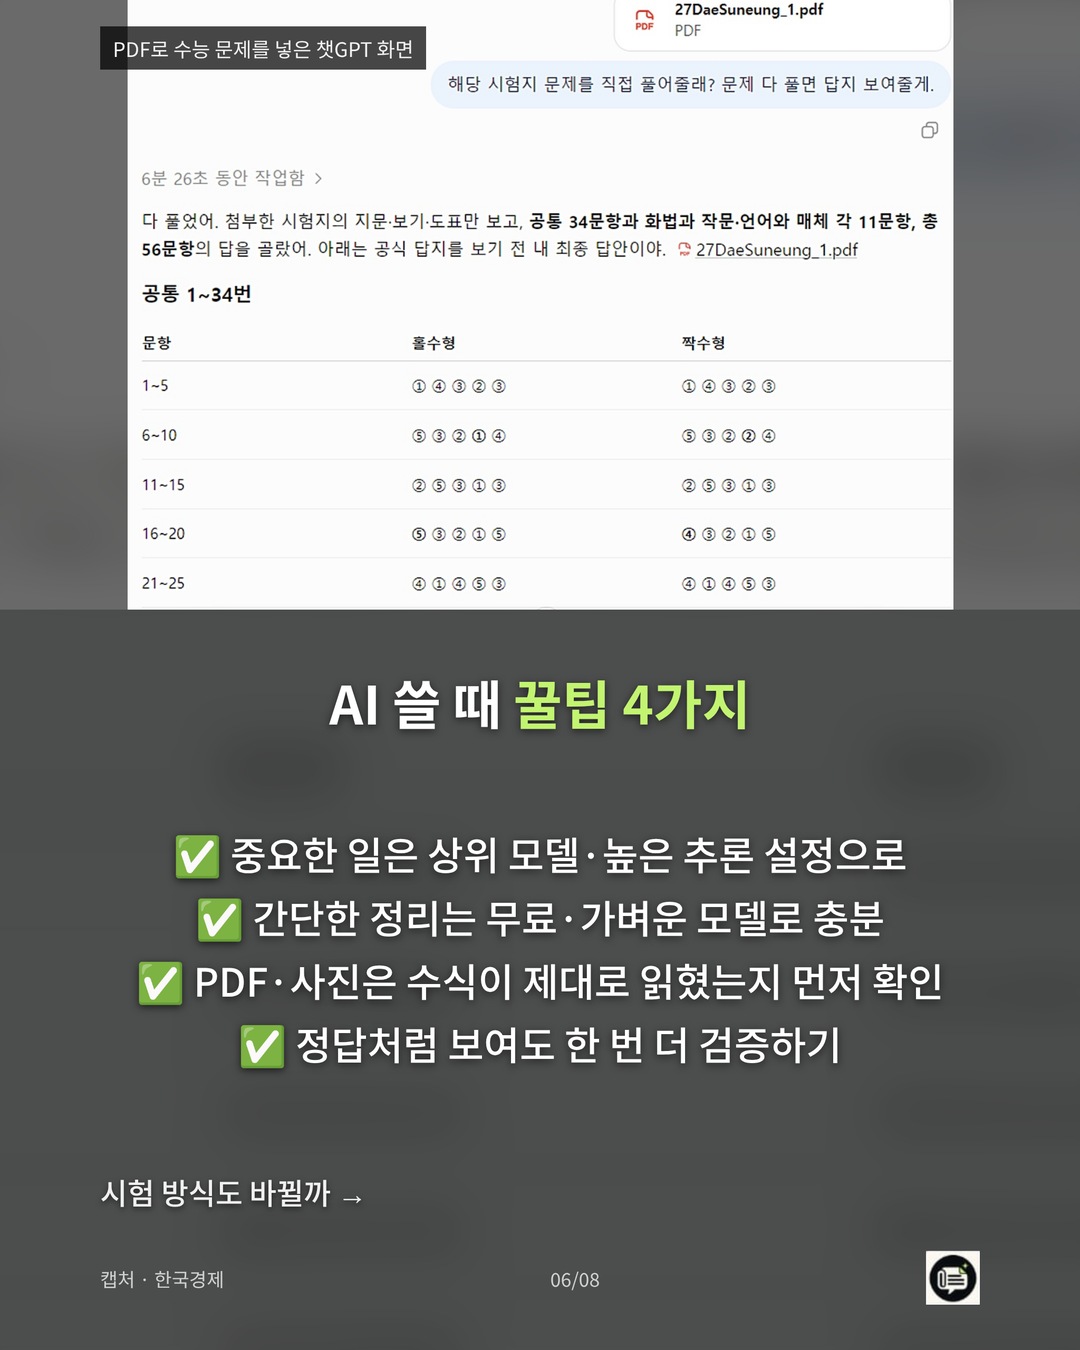 27DaeSuneung_1.pdf
PDF
PDF
PDF로 수능 문제를 넣은 챗GPT 화면
해당 시험지 문제를 직접 풀어줄래? 문제 다 풀면 답지 보여줄게.
6분 26초 동안 작업함 >
다 풀었어. 첨부한 시험지의 지문·보기·도표만 보고, 공통 34문항과 화법과 작문·언어와 매체 각 11문항, 총
56문항의 답을 골랐어. 아래는 공식 답지를 보기 전 내 최종 답안이야. PDF 27DaeSuneung_1.pdf
공통 1~34번
문항 홀수형 짝수형
1~5 ① ④ ③ ② ③ ① ④ ③ ② ③
6~10 ⑤ ③ ② ① ④ ⑤ ③ ② ② ④
11~15 ② ⑤ ③ ① ③ ② ⑤ ③ ① ③
16~20 ⑤ ③ ② ① ⑤ ④ ③ ② ① ⑤
21~25 ④ ① ④ ⑤ ③ ④ ① ④ ⑤ ③
AI 쓸 때 꿀팁 4가지
✅ 중요한 일은 상위 모델·높은 추론 설정으로
✅ 간단한 정리는 무료·가벼운 모델로 충분
✅ PDF·사진은 수식이 제대로 읽혔는지 먼저 확인
✅ 정답처럼 보여도 한 번 더 검증하기
시험 방식도 바뀔까 →
캡처 · 한국경제
06/08